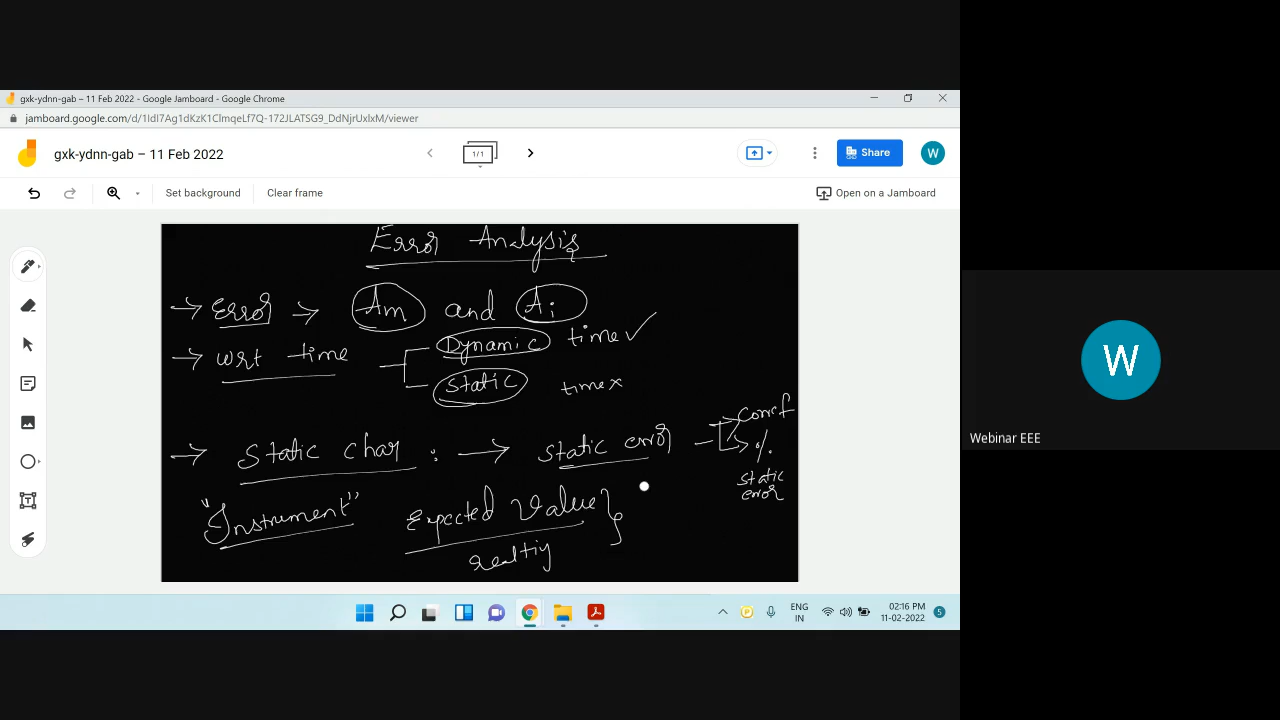 gxk-ydnn-gab – 11 Feb 2022 - Google Jamboard - Google Chrome
jamboard.google.com/d/1IdI7Ag1dKzK1ClmqeLf7Q-172JLATSG9_DdNjrUxlxM/viewer
gxk-ydnn-gab – 11 Feb 2022
1/1
Share
W
Set background
Clear frame
Open on a Jamboard
Error Analysis
→ Error → Am and Ai
→ wrt time
Dynamic time ✓
Static time x
→ Static char : → static error
% static error
"Instrument" Expected Value }
realtiy
W
Webinar EEE
ENG
IN
02:16 PM
11-02-2022
5